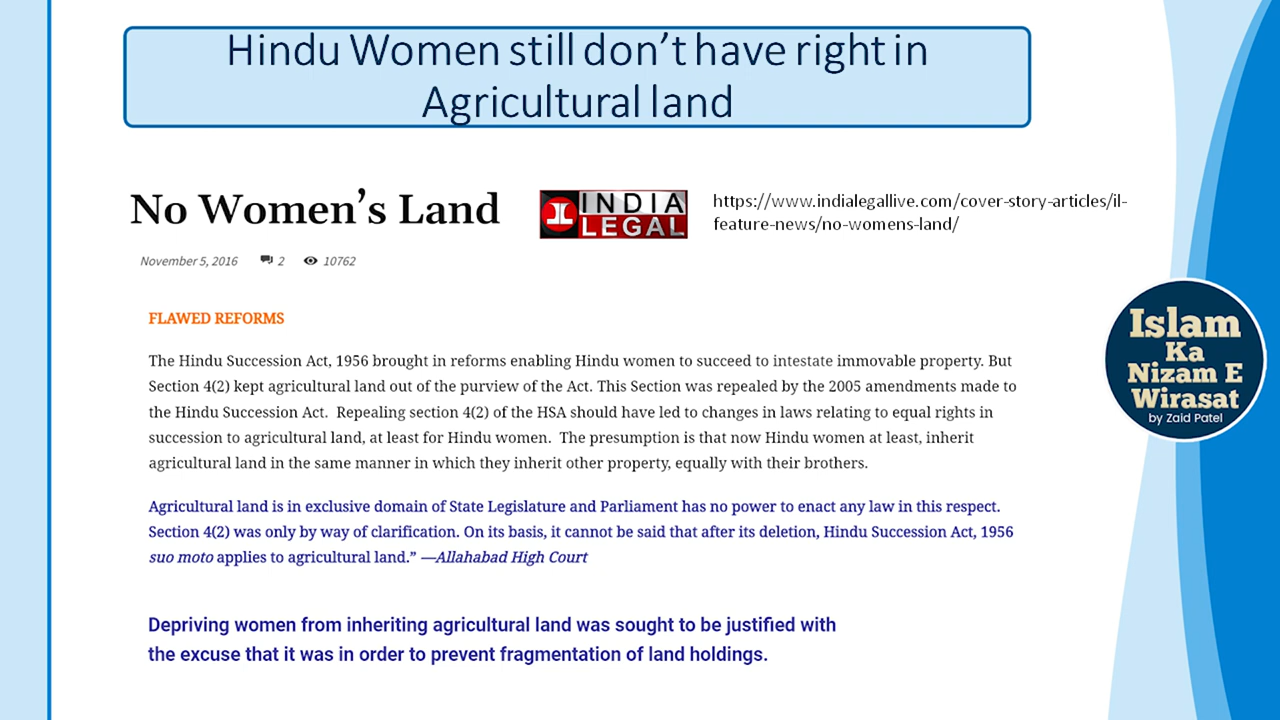 Hindu Women still don’t have right in
Agricultural land
No Women’s Land
INDIA
LEGAL
https://www.indialegallive.com/cover-story-articles/il-
feature-news/no-womens-land/
November 5, 2016 2 10762
FLAWED REFORMS
The Hindu Succession Act, 1956 brought in reforms enabling Hindu women to succeed to intestate immovable property. But
Section 4(2) kept agricultural land out of the purview of the Act. This Section was repealed by the 2005 amendments made to
the Hindu Succession Act. Repealing section 4(2) of the HSA should have led to changes in laws relating to equal rights in
succession to agricultural land, at least for Hindu women. The presumption is that now Hindu women at least, inherit
agricultural land in the same manner in which they inherit other property, equally with their brothers.
Agricultural land is in exclusive domain of State Legislature and Parliament has no power to enact any law in this respect.
Section 4(2) was only by way of clarification. On its basis, it cannot be said that after its deletion, Hindu Succession Act, 1956
suo moto applies to agricultural land.” —Allahabad High Court
Depriving women from inheriting agricultural land was sought to be justified with
the excuse that it was in order to prevent fragmentation of land holdings.
Islam
Ka
Nizam E
Wirasat
by Zaid Patel